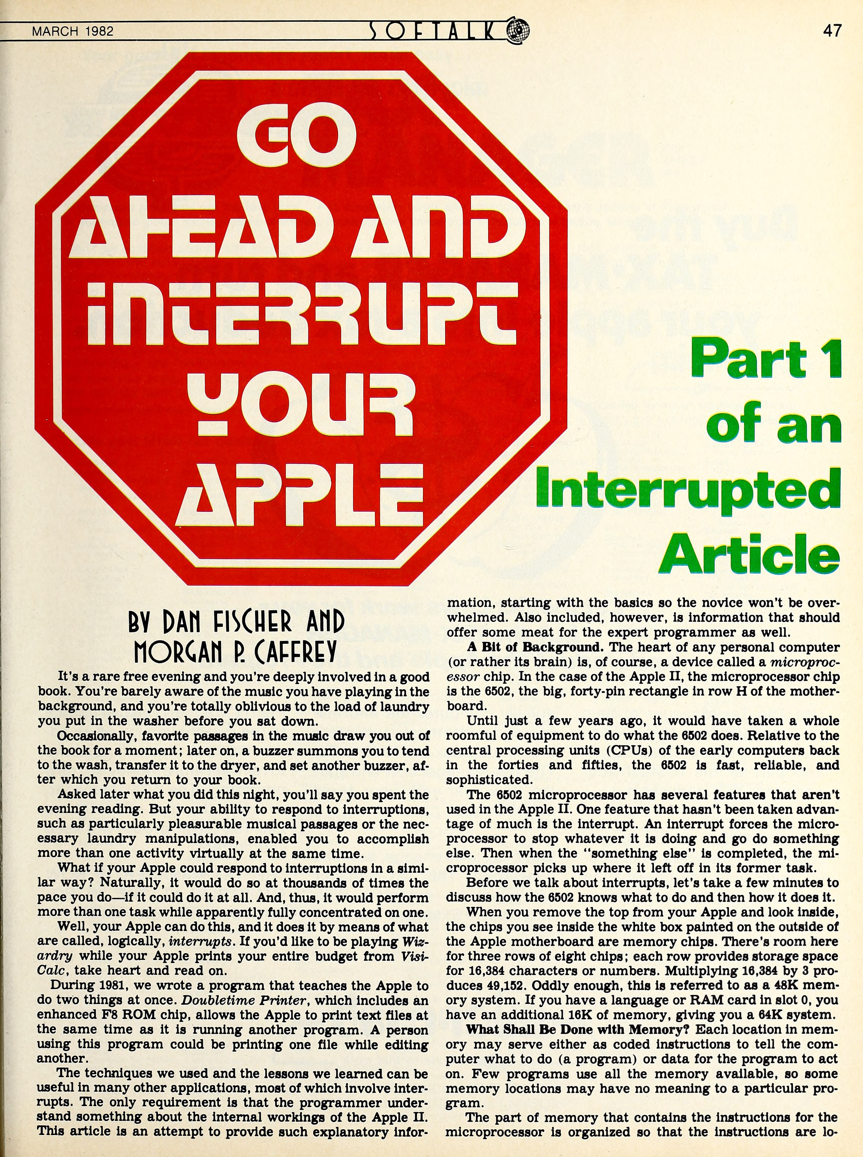 MARCH 1982
SOFTALK
47
GO
AHEAD AND
INTERRUPT
YOUR
APPLE
Part 1
of an
Interrupted
Article
BY DAN FISCHER AND
MORGAN P. CAFFREY
It's a rare free evening and you're deeply involved in a good
book. You're barely aware of the music you have playing in the
background, and you're totally oblivious to the load of laundry
you put in the washer before you sat down.
Occasionally, favorite passages in the music draw you out of
the book for a moment; later on, a buzzer summons you to tend
to the wash, transfer it to the dryer, and set another buzzer, af-
ter which you return to your book.
Asked later what you did this night, you'll say you spent the
evening reading. But your ability to respond to interruptions,
such as particularly pleasurable musical passages or the nec-
essary laundry manipulations, enabled you to accomplish
more than one activity virtually at the same time.
What if your Apple could respond to interruptions in a simi-
lar way? Naturally, it would do so at thousands of times the
pace you do—if it could do it at all. And, thus, it would perform
more than one task while apparently fully concentrated on one.
Well, your Apple can do this, and it does it by means of what
are called, logically, interrupts. If you'd like to be playing Wiz-
ardry while your Apple prints your entire budget from Visi-
Calc, take heart and read on.
During 1981, we wrote a program that teaches the Apple to
do two things at once. Doubletime Printer, which includes an
enhanced F8 ROM chip, allows the Apple to print text files at
the same time as it is running another program. A person
using this program could be printing one file while editing
another.
The techniques we used and the lessons we learned can be
useful in many other applications, most of which involve inter-
rupts. The only requirement is that the programmer under-
stand something about the internal workings of the Apple II.
This article is an attempt to provide such explanatory infor-
mation, starting with the basics so the novice won't be over-
whelmed. Also included, however, is information that should
offer some meat for the expert programmer as well.
A Bit of Background. The heart of any personal computer
(or rather its brain) is, of course, a device called a microproc-
essor chip. In the case of the Apple II, the microprocessor chip
is the 6502, the big, forty-pin rectangle in row H of the mother-
board.
Until just a few years ago, it would have taken a whole
roomful of equipment to do what the 6502 does. Relative to the
central processing units (CPUs) of the early computers back
in the forties and fifties, the 6502 is fast, reliable, and
sophisticated.
The 6502 microprocessor has several features that aren't
used in the Apple II. One feature that hasn't been taken advan-
tage of much is the interrupt. An interrupt forces the micro-
processor to stop whatever it is doing and go do something
else. Then when the "something else" is completed, the mi-
croprocessor picks up where it left off in its former task.
Before we talk about interrupts, let's take a few minutes to
discuss how the 6502 knows what to do and then how it does it.
When you remove the top from your Apple and look inside,
the chips you see inside the white box painted on the outside of
the Apple motherboard are memory chips. There's room here
for three rows of eight chips; each row provides storage space
for 16,384 characters or numbers. Multiplying 16,384 by 3 pro-
duces 49,152. Oddly enough, this is referred to as a 48K mem-
ory system. If you have a language or RAM card in slot 0, you
have an additional 16K of memory, giving you a 64K system.
What Shall Be Done with Memory? Each location in mem-
ory may serve either as coded instructions to tell the com-
puter what to do (a program) or data for the program to act
on. Few programs use all the memory available, so some
memory locations may have no meaning to a particular pro-
gram.
The part of memory that contains the instructions for the
microprocessor is organized so that the instructions are lo-